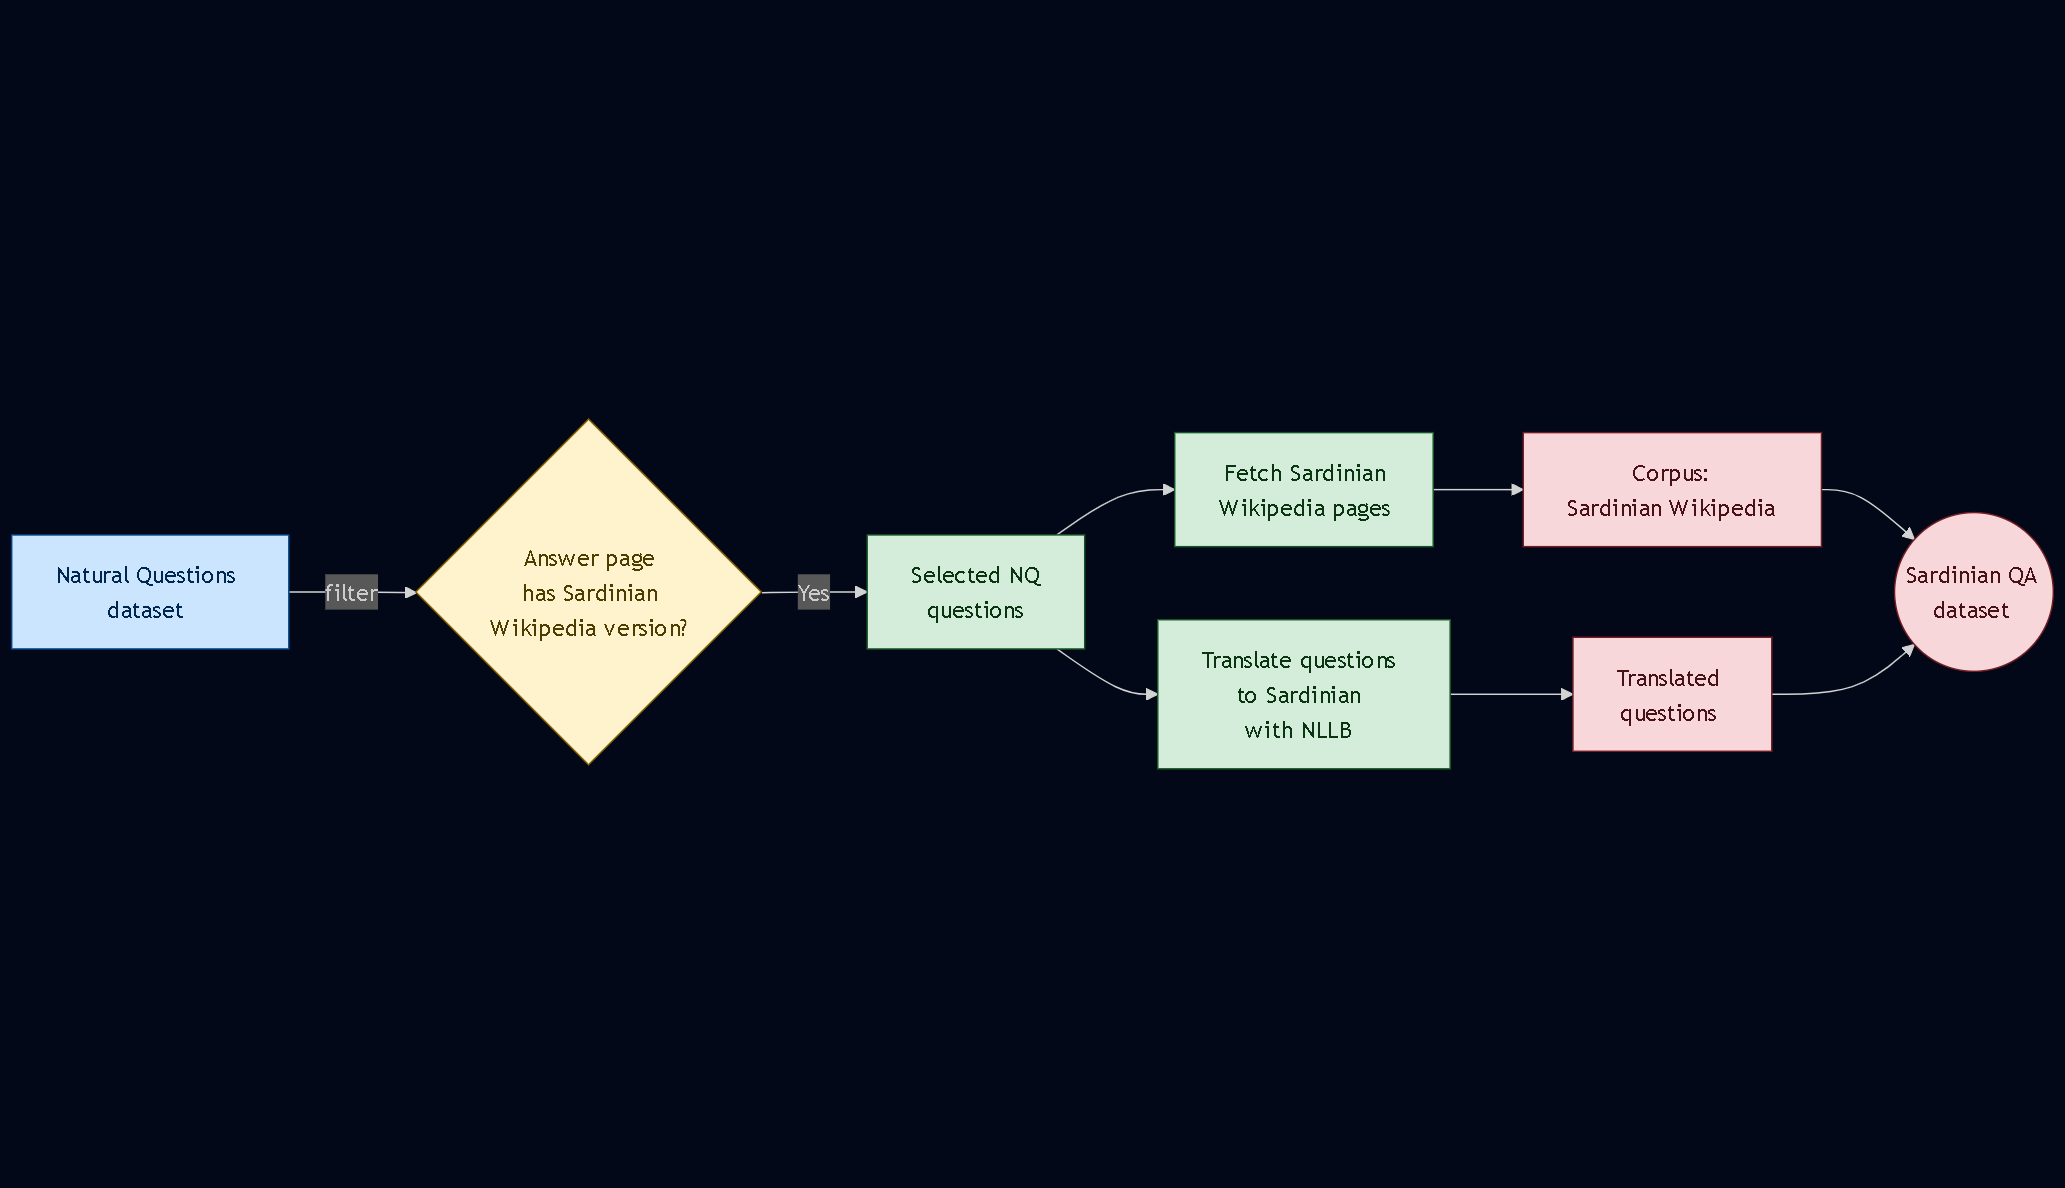 Natural Questions
dataset
filter
Answer page
has Sardinian
Wikipedia version?
Yes
Selected NQ
questions
Fetch Sardinian
Wikipedia pages
Corpus:
Sardinian Wikipedia
Translate questions
to Sardinian
with NLLB
Translated
questions
Sardinian QA
dataset